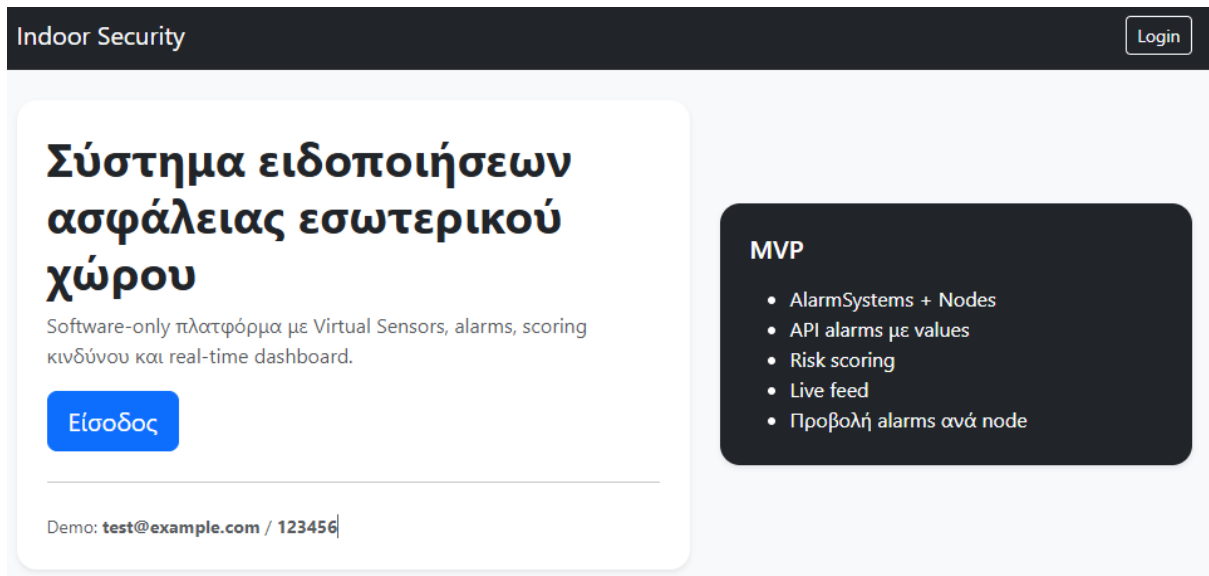 Indoor Security
Login
Σύστημα ειδοποιήσεων
ασφάλειας εσωτερικού
χώρου
Software-only πλατφόρμα με Virtual Sensors, alarms, scoring
κινδύνου και real-time dashboard.
Είσοδος
Demo: test@example.com / 123456
MVP
• AlarmSystems + Nodes
• API alarms με values
• Risk scoring
• Live feed
• Προβολή alarms ανά node